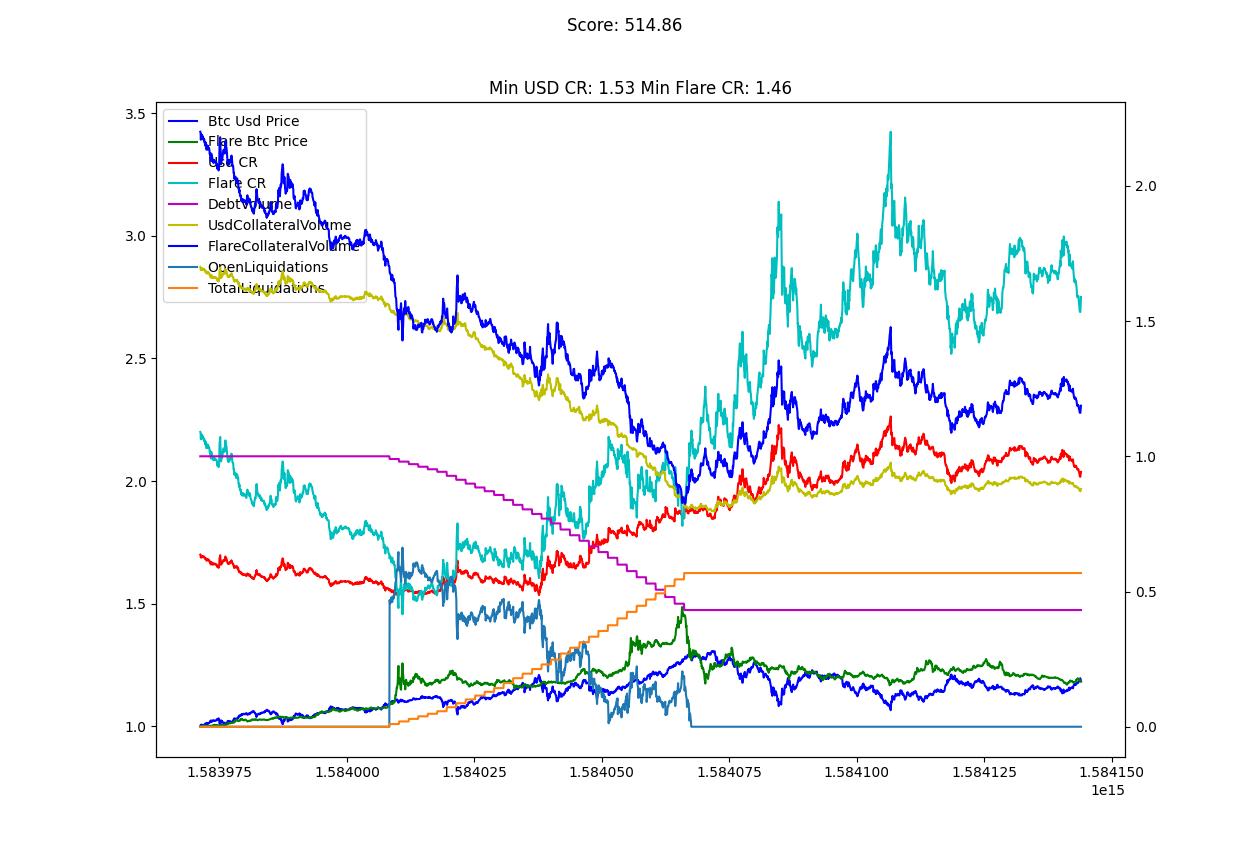 Score: 514.86
Min USD CR: 1.53 Min Flare CR: 1.46
3.5
3.0
2.5
2.0
1.5
1.0
Btc Usd Price
Flare Btc Price
Usd CR
Flare CR
DebtVolume
UsdCollateralVolume
FlareCollateralVolume
OpenLiquidations
TotalLiquidations
2.0
1.5
1.0
0.5
0.0
1.583975
1.584000
1.584025
1.584050
1.584075
1.584100
1.584125
1.584150
1e15